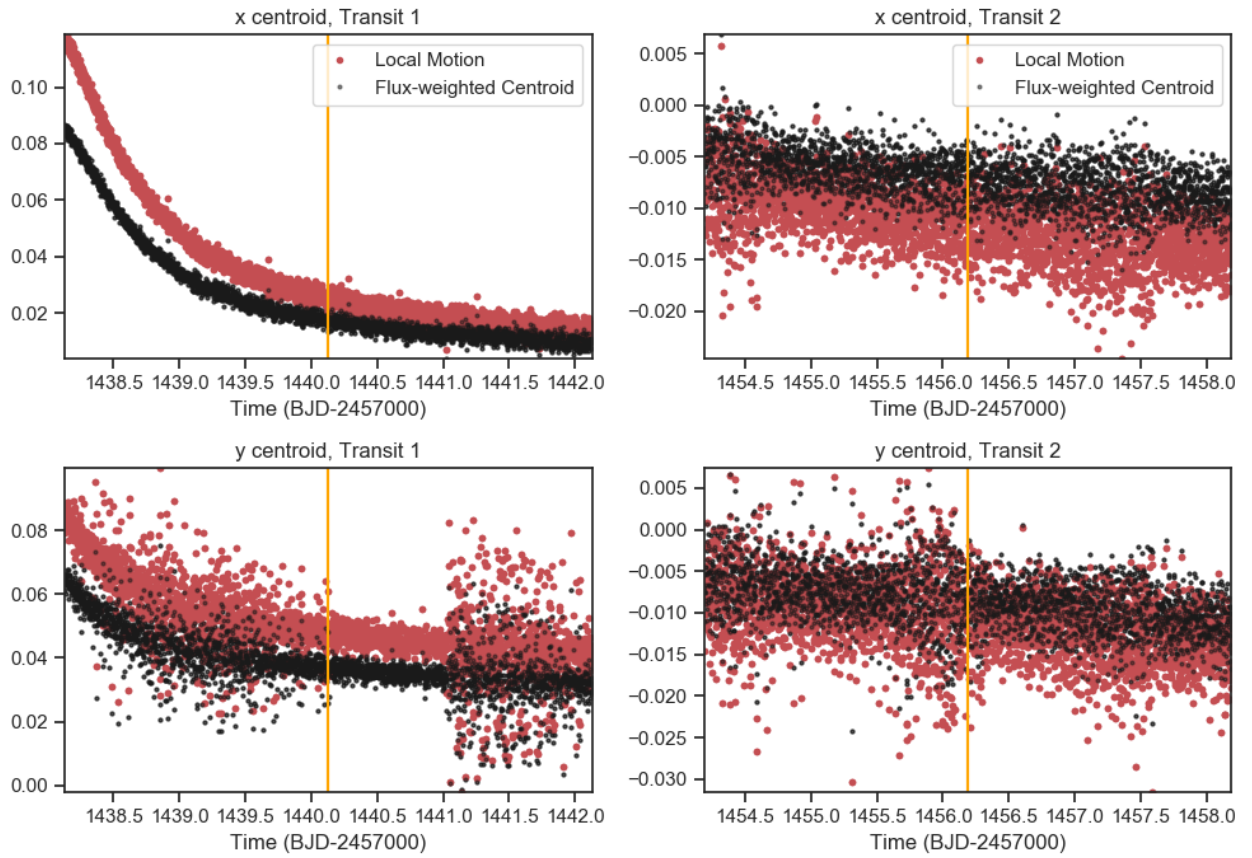 x centroid, Transit 1
Local Motion
Flux-weighted Centroid
0.10
0.08
0.06
0.04
0.02
1438.5 1439.0 1439.5 1440.0 1440.5 1441.0 1441.5 1442.0
Time (BJD-2457000)
x centroid, Transit 2
Local Motion
Flux-weighted Centroid
0.000
−0.005
−0.010
−0.015
−0.020
1454.5 1455.0 1455.5 1456.0 1456.5 1457.0 1457.5 1458.0
Time (BJD-2457000)
y centroid, Transit 1
0.08
0.06
0.04
0.02
0.00
1438.5 1439.0 1439.5 1440.0 1440.5 1441.0 1441.5 1442.0
Time (BJD-2457000)
y centroid, Transit 2
0.005
0.000
−0.005
−0.010
−0.015
−0.020
−0.025
−0.030
1454.5 1455.0 1455.5 1456.0 1456.5 1457.0 1457.5 1458.0
Time (BJD-2457000)